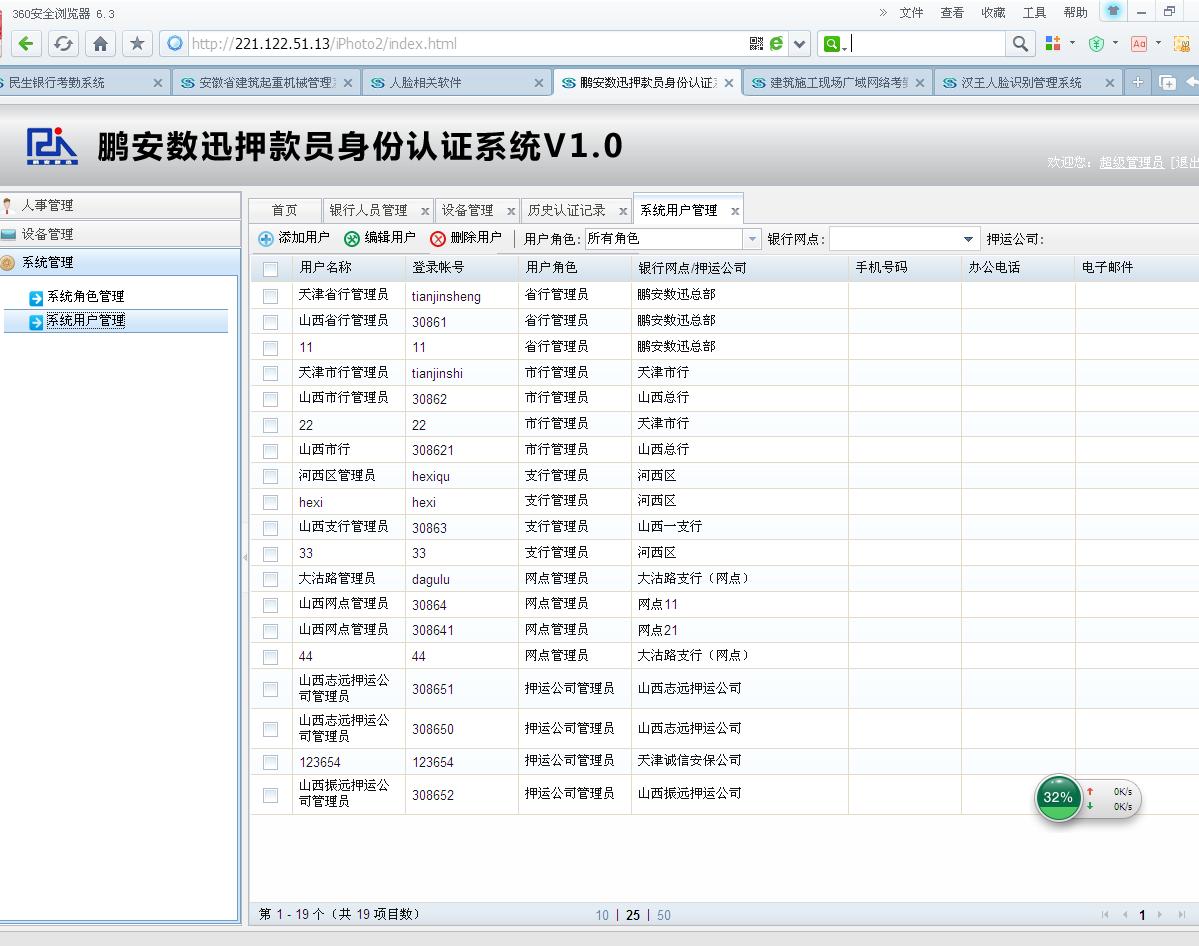 360安全浏览器 6.3
» 文件 查看 收藏 工具 帮助
http://221.122.51.13/iPhoto2/index.html
民生银行考勤系统 安徽省建筑起重机械管理 人脸相关软件 鹏安数迅押款员身份认证 建筑施工现场广域网络考 汉王人脸识别管理系统
鹏安数迅押款员身份认证系统V1.0
欢迎您: 超级管理员 [退出
人事管理
设备管理
系统管理
系统角色管理
系统用户管理
首页 银行人员管理 设备管理 历史认证记录 系统用户管理
添加用户 编辑用户 删除用户 用户角色: 所有角色 银行网点: 押运公司:
用户名称 登录帐号 用户角色 银行网点/押运公司 手机号码 办公电话 电子邮件
天津省行管理员 tianjinsheng 省行管理员 鹏安数迅总部
山西省行管理员 30861 省行管理员 鹏安数迅总部
11 11 省行管理员 鹏安数迅总部
天津市行管理员 tianjinshi 市行管理员 天津市行
山西市行管理员 30862 市行管理员 山西总行
22 22 市行管理员 天津市行
山西市行 308621 市行管理员 山西总行
河西区管理员 hexiqu 支行管理员 河西区
hexi hexi 支行管理员 河西区
山西支行管理员 30863 支行管理员 山西一支行
33 33 支行管理员 河西区
大沽路管理员 dagulu 网点管理员 大沽路支行（网点）
山西网点管理员 30864 网点管理员 网点11
山西网点管理员 308641 网点管理员 网点21
44 44 网点管理员 大沽路支行（网点）
山西志远押运公
司管理员 308651 押运公司管理员 山西志远押运公司
山西志远押运公
司管理员 308650 押运公司管理员 山西志远押运公司
123654 123654 押运公司管理员 天津诚信安保公司
山西振远押运公
司管理员 308652 押运公司管理员 山西振远押运公司
32% 0K/s
0K/s
第 1 - 19 个（共 19 项目数） 10 | 25 | 50 1